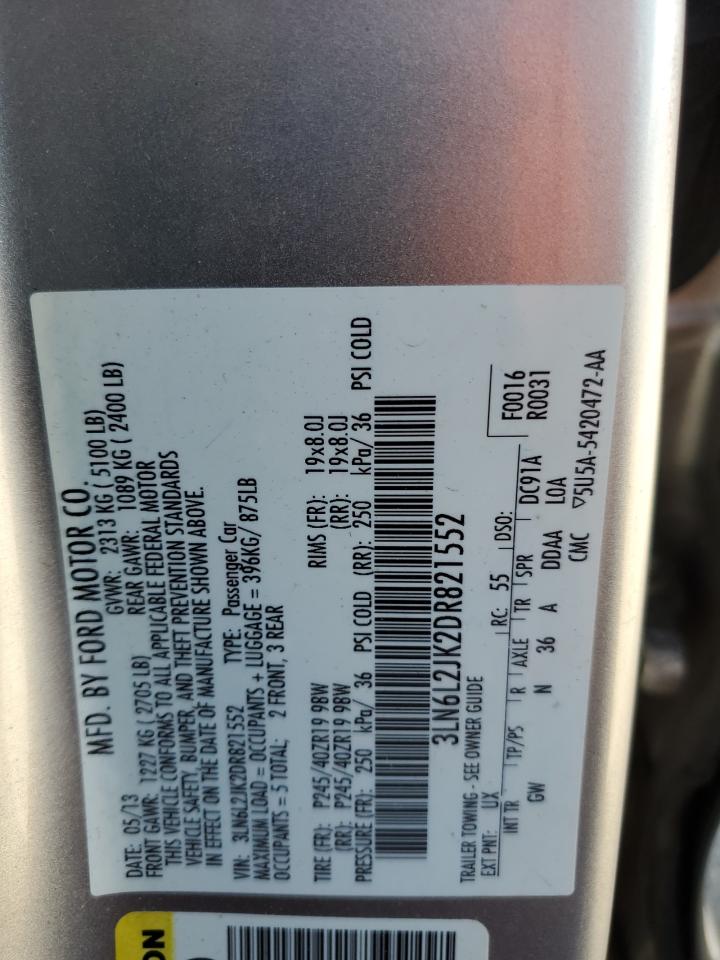 MFD. BY FORD MOTOR CO.
DATE: 05/13 GVWR: 2313 KG ( 5100 LB)
FRONT GAWR: 1227 KG ( 2705 LB) REAR GAWR: 1089 KG ( 2400 LB)
THIS VEHICLE CONFORMS TO ALL APPLICABLE FEDERAL MOTOR
VEHICLE SAFETY, BUMPER, AND THEFT PREVENTION STANDARDS
IN EFFECT ON THE DATE OF MANUFACTURE SHOWN ABOVE.
VIN: 3LN6L2JK2DR821552 TYPE: Passenger Car
MAXIMUM LOAD = OCCUPANTS + LUGGAGE = 396KG/ 875LB
OCCUPANTS = 5 TOTAL; 2 FRONT, 3 REAR
TIRE (FR): P245/40ZR19 98W RIMS (FR): 19x8.0J
(RR): P245/40ZR19 98W (RR): 19x8.0J
PRESSURE (FR): 250 kPa/ 36 PSI COLD (RR): 250 kPa/ 36 PSI COLD
3LN6L2JK2DR821552
TRAILER TOWING - SEE OWNER GUIDE
F0016
R0031
EXT PNT: UX RC: 55 DSO:
INT TR TP/PS R AXLE TR SPR DC91A
GW N 36 A DDAA LOA
CMC ▽5U5A-5420472-AA
ON